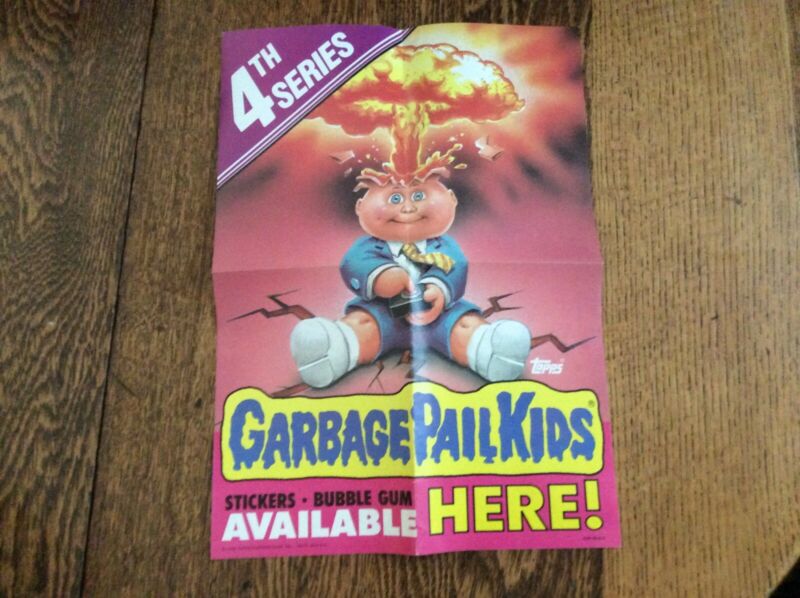 4TH
SERIES
TOPPS
GARBAGE PAIL KIDS®
STICKERS · BUBBLE GUM
AVAILABLE HERE!